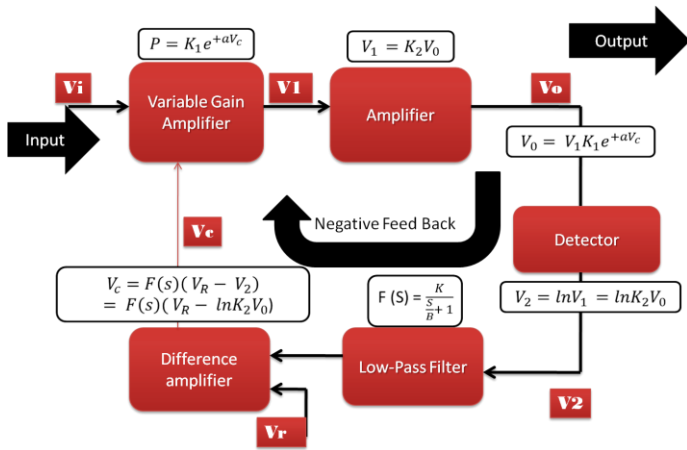 P = K₁e^{+aV_c}
V₁ = K₂V₀
Output
Vi
Variable Gain
Amplifier
V1
Amplifier
Vo
Input
V₀ = V₁K₁e^{+aV_c}
Vc
Negative Feed Back
Detector
V_c = F(s)( V_R − V₂)
= F(s)( V_R − lnK₂V₀)
F (S) = K / (S/B + 1)
V₂ = lnV₁ = lnK₂V₀
Difference
amplifier
Low-Pass Filter
V2
Vr